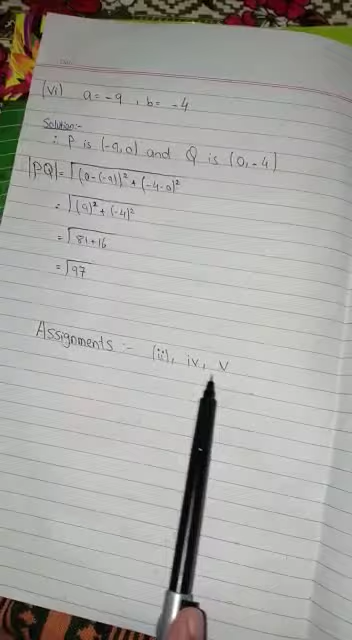 (vi) a = -9 , b = -4
Solution:-
∴ P is (-9,0) and Q is (0,-4)
|PQ| = √(0-(-9))² + (-4-0)²
= √(9)² + (-4)²
= √81+16
= √97
Assignments :- (ii), iv, v